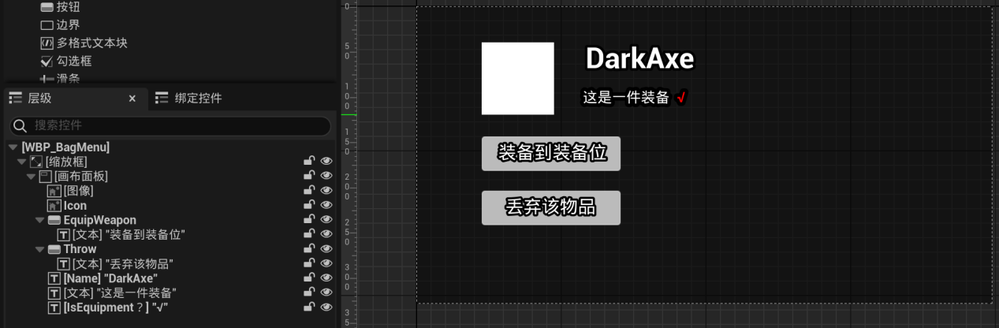 按钮
边界
多格式文本块
勾选框
滑条
层级
绑定控件
搜索控件
[WBP_BagMenu]
[缩放框]
[画布面板]
[图像]
Icon
EquipWeapon
[文本] "装备到装备位"
Throw
[文本] "丢弃该物品"
[Name] "DarkAxe"
[文本] "这是一件装备"
[IsEquipment？] "√"
0
50
100
150
200
250
300
35
DarkAxe
这是一件装备 √
装备到装备位
丢弃该物品